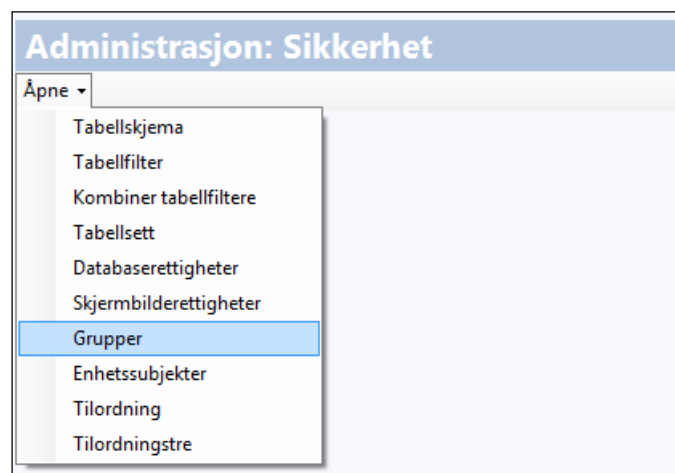 Administrasjon: Sikkerhet
Åpne
Tabellskjema
Tabellfilter
Kombiner tabellfiltere
Tabellsett
Databaserettigheter
Skjermbilderettigheter
Grupper
Enhetssubjekter
Tilordning
Tilordningstre